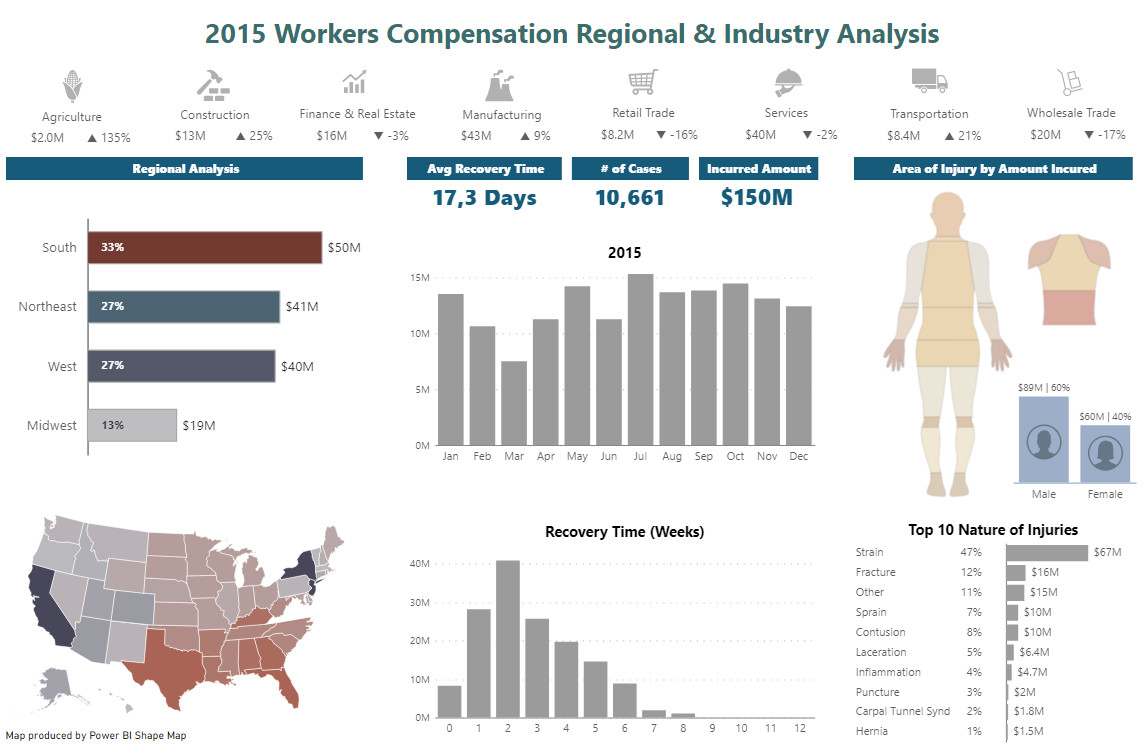 2015 Workers Compensation Regional & Industry Analysis
Agriculture
$2.0M ▲ 135%
Construction
$13M ▲ 25%
Finance & Real Estate
$16M ▼ -3%
Manufacturing
$43M ▲ 9%
Retail Trade
$8.2M ▼ -16%
Services
$40M ▼ -2%
Transportation
$8.4M ▲ 21%
Wholesale Trade
$20M ▼ -17%
Regional Analysis
South 33% $50M
Northeast 27% $41M
West 27% $40M
Midwest 13% $19M
Avg Recovery Time
17,3 Days
# of Cases
10,661
Incurred Amount
$150M
2015
15M
10M
5M
0M
Jan Feb Mar Apr May Jun Jul Aug Sep Oct Nov Dec
Area of Injury by Amount Incured
$89M | 60%
$60M | 40%
Male Female
Map produced by Power BI Shape Map
Recovery Time (Weeks)
40M
30M
20M
10M
0M
0 1 2 3 4 5 6 7 8 9 10 11 12
Top 10 Nature of Injuries
Strain 47% $67M
Fracture 12% $16M
Other 11% $15M
Sprain 7% $10M
Contusion 8% $10M
Laceration 5% $6.4M
Inflammation 4% $4.7M
Puncture 3% $2M
Carpal Tunnel Synd 2% $1.8M
Hernia 1% $1.5M